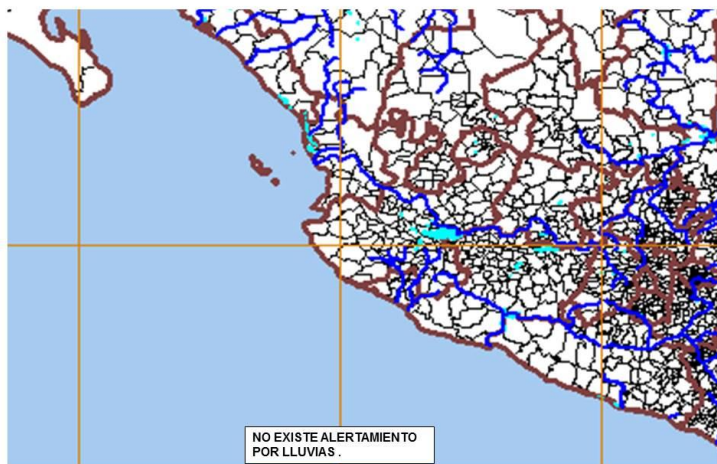 NO EXISTE ALERTAMIENTO
POR LLUVIAS .